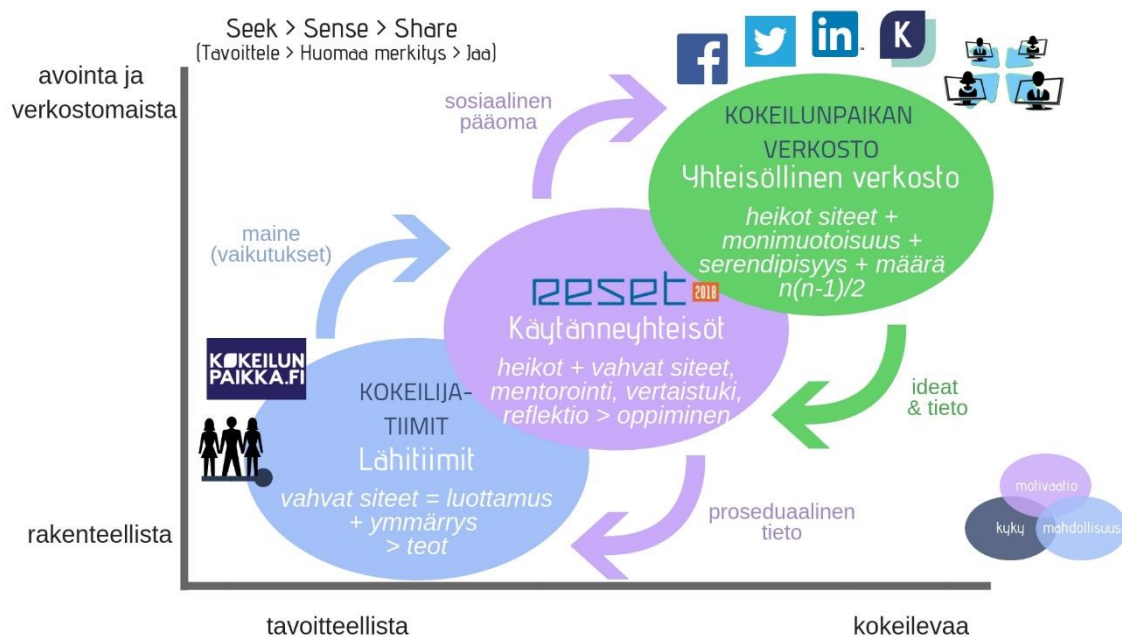 Seek > Sense > Share
(Tavoittele > Huomaa merkitys > Jaa)
avointa ja
verkostomaista
sosiaalinen
pääoma
in
K
KOKEILUNPAIKAN
VERKOSTO
Yhteisöllinen verkosto
heikot siteet +
monimuotoisuus +
serendipisyys + määrä
n(n-1)/2
maine
(vaikutukset)
reset 2018
Käytänneyhteisöt
heikot + vahvat siteet,
mentorointi, vertaistuki,
reflektio > oppiminen
KOKEILUN
PAIKKA.FI
KOKEILIJA-
TIIMIT
Lähitiimit
vahvat siteet = luottamus
+ ymmärrys
> teot
ideat
& tieto
proseduaalinen
tieto
motivaatio
kyky
mahdollisuus
rakenteellista
tavoitteellista
kokeilevaa